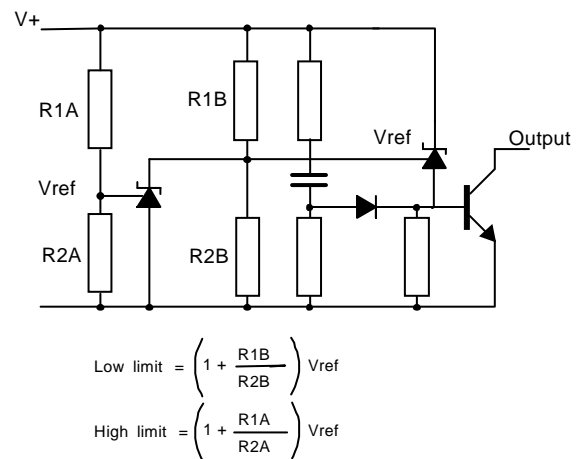 V+
R1A
R1B
Vref
Output
Vref
R2A
R2B
Low limit = (1 + R1B / R2B) Vref
High limit = (1 + R1A / R2A) Vref